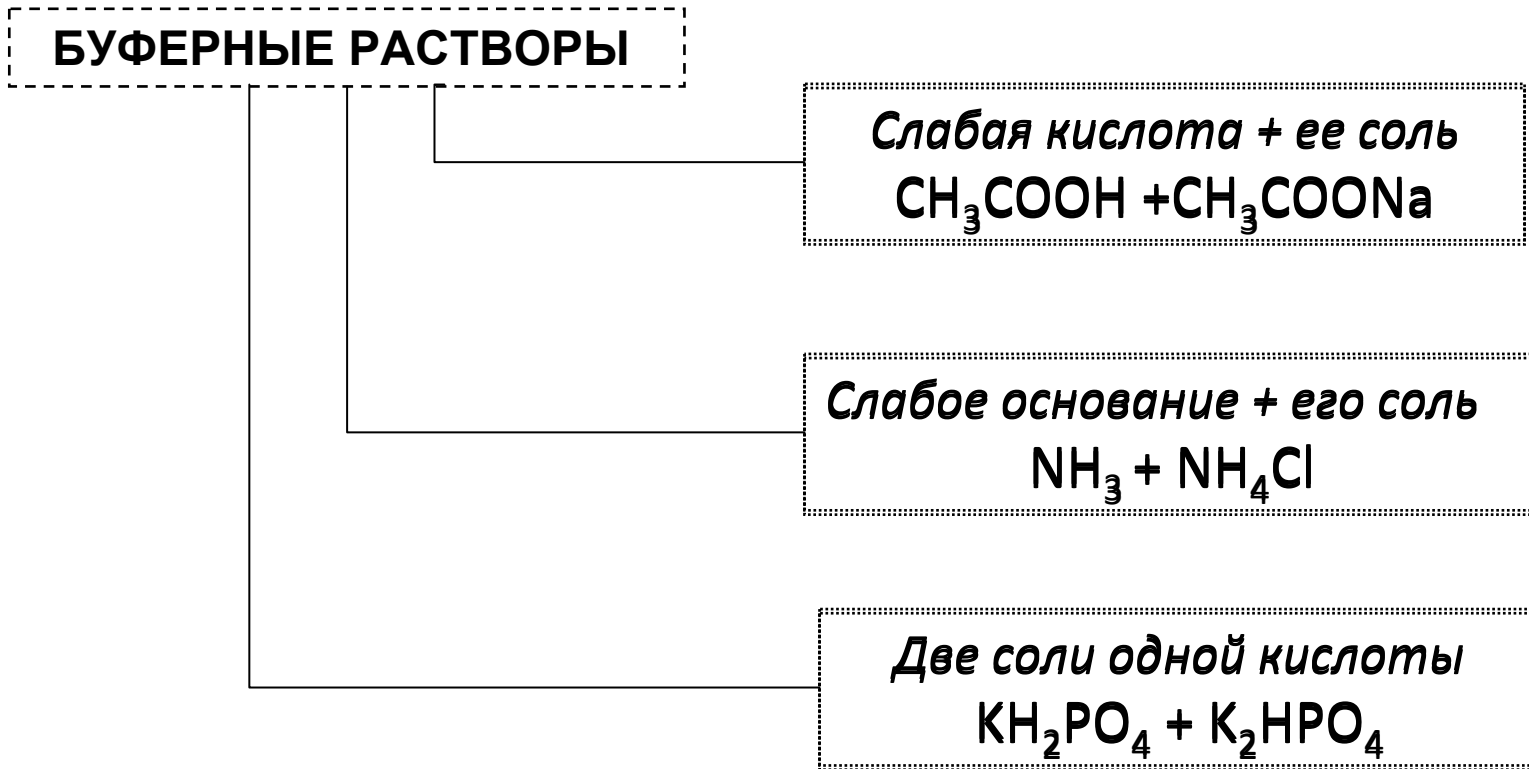 БУФЕРНЫЕ РАСТВОРЫ
Слабая кислота + ее соль
CH₃COOH +CH₃COONa
Слабое основание + его соль
NH₃ + NH₄Cl
Две соли одной кислоты
KH₂PO₄ + K₂HPO₄